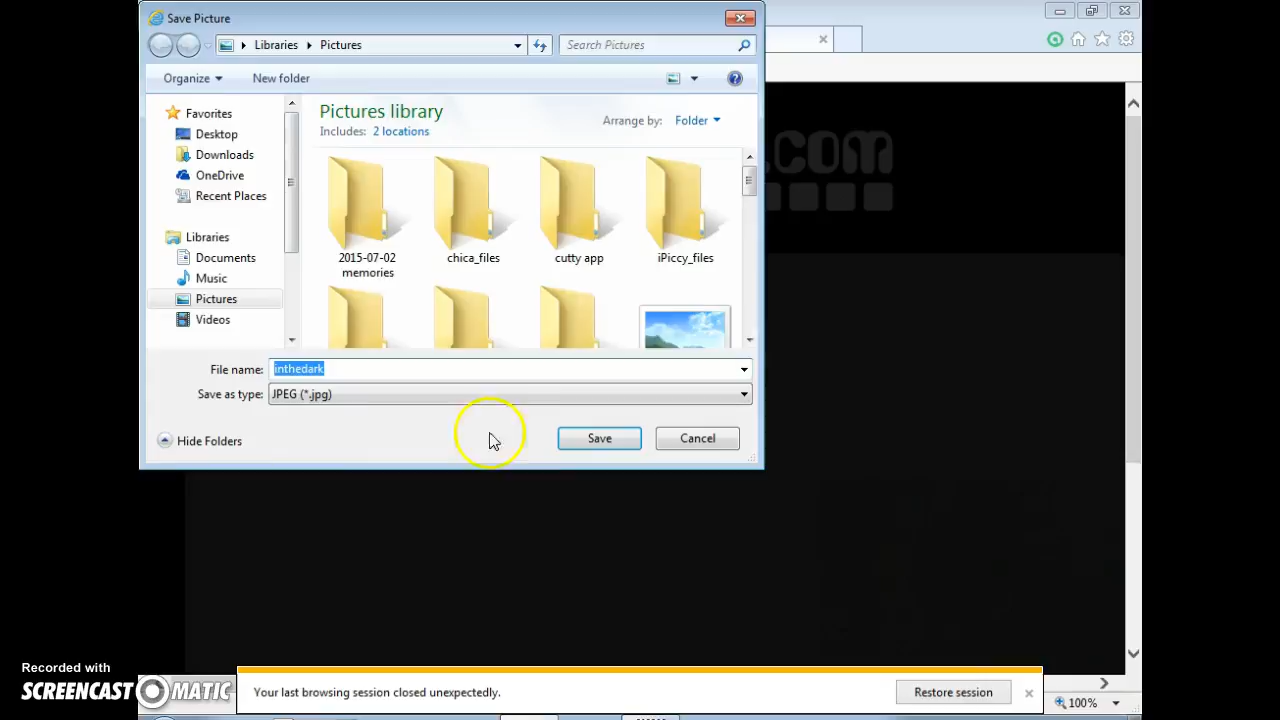 Save Picture
Libraries Pictures
Search Pictures
Organize
New folder
Favorites
Desktop
Downloads
OneDrive
Recent Places
Libraries
Documents
Music
Pictures
Videos
Pictures library
Includes: 2 locations
Arrange by: Folder
2015-07-02 memories
chica_files
cutty app
iPiccy_files
File name: inthedark
Save as type: JPEG (*.jpg)
Hide Folders
Save
Cancel
.com
Recorded with
SCREENCAST MATIC
Your last browsing session closed unexpectedly.
Restore session
100%